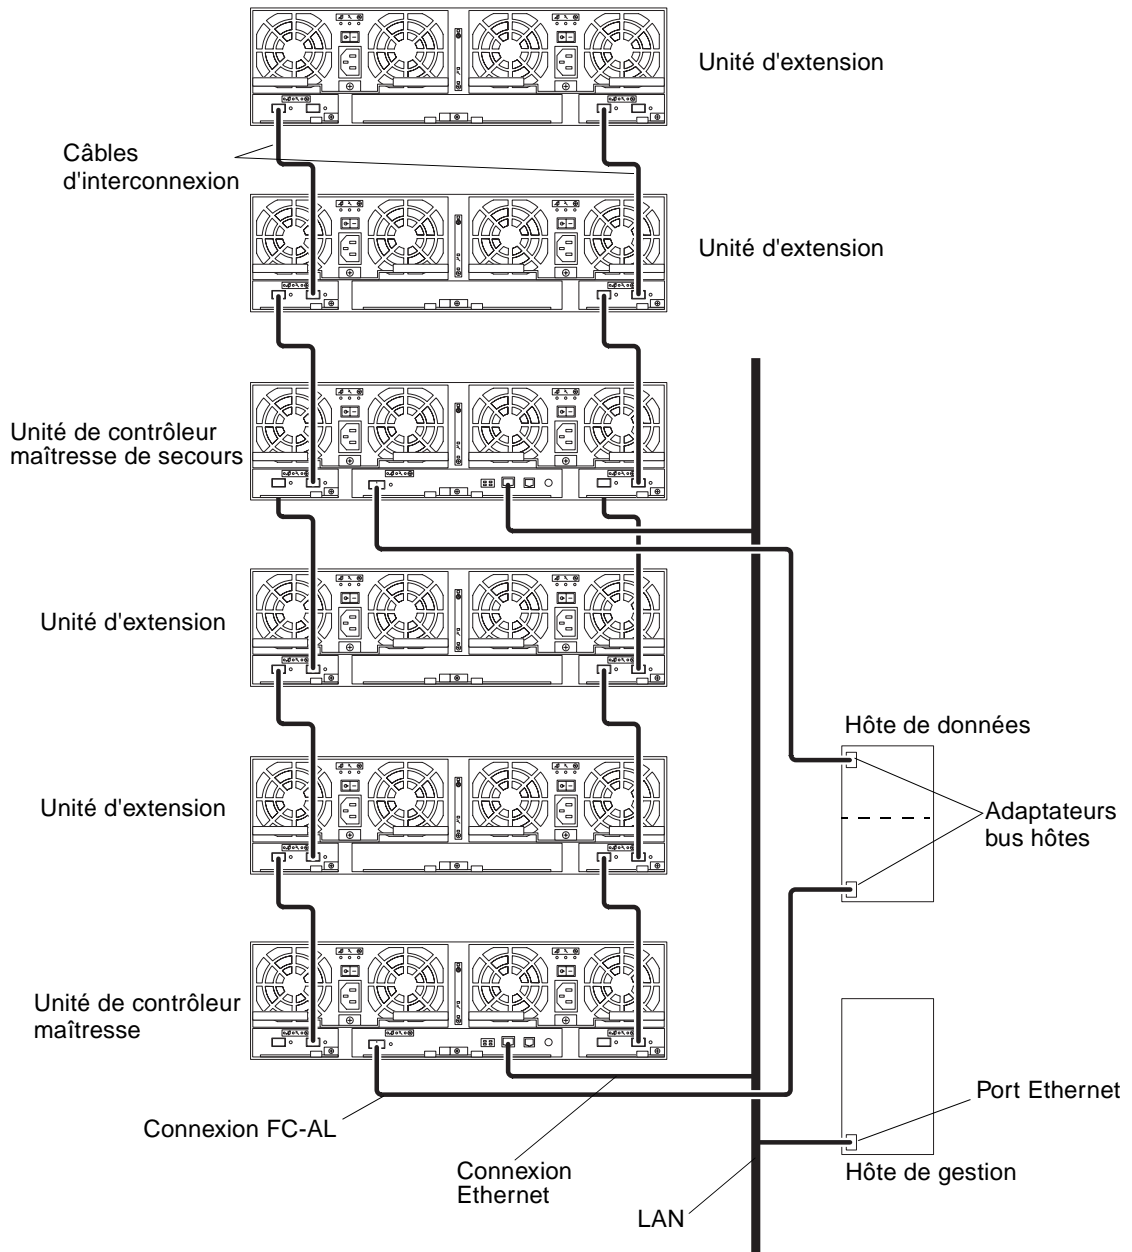 Unité d'extension
Câbles
d'interconnexion
Unité d'extension
Unité de contrôleur
maîtresse de secours
Unité d'extension
Hôte de données
Unité d'extension
Adaptateurs
bus hôtes
Unité de contrôleur
maîtresse
Port Ethernet
Connexion FC-AL
Connexion
Ethernet
Hôte de gestion
LAN